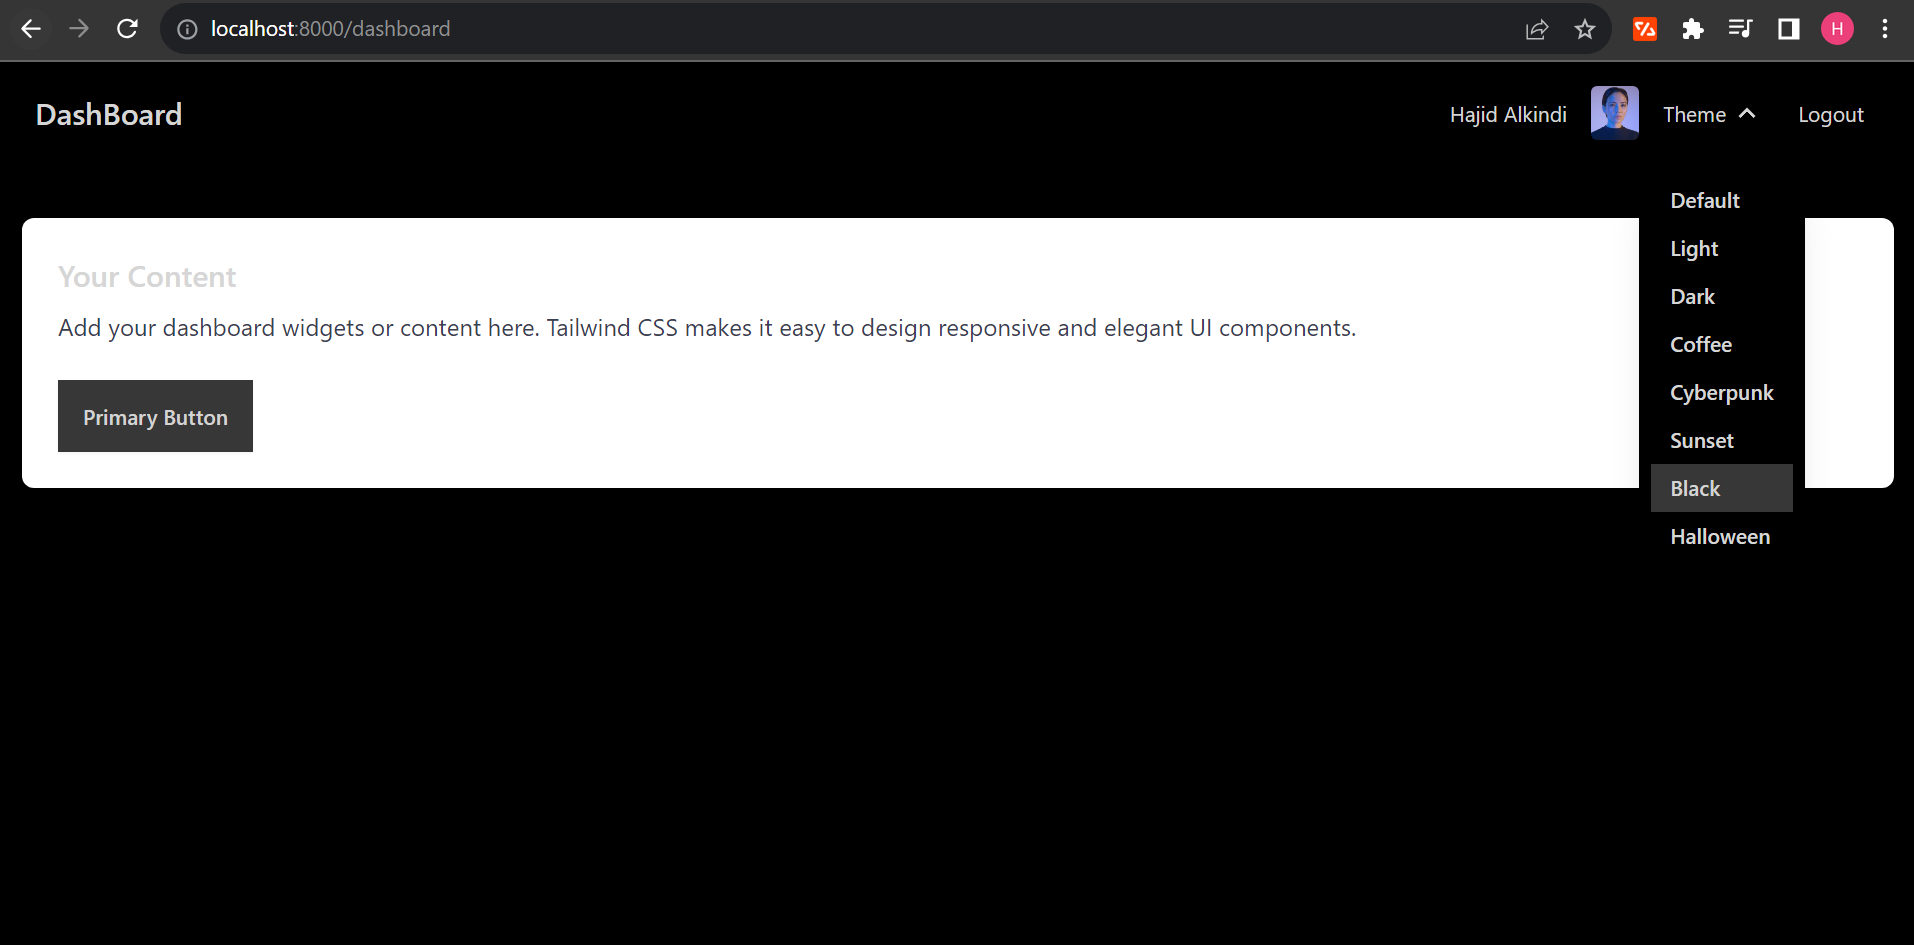 localhost:8000/dashboard
H
DashBoard
Hajid Alkindi
Theme
Logout
Default
Light
Dark
Coffee
Cyberpunk
Sunset
Black
Halloween
Your Content
Add your dashboard widgets or content here. Tailwind CSS makes it easy to design responsive and elegant UI components.
Primary Button